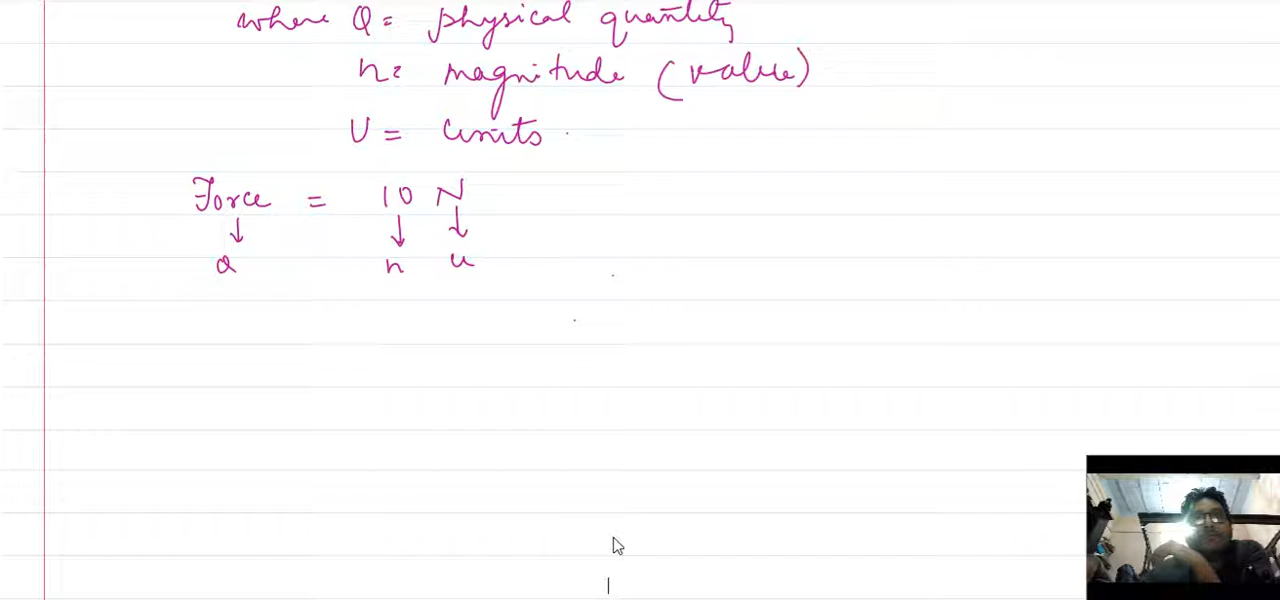 where Q = physical quantity
n = magnitude (value)
U = Units
Force = 10 N
↓ ↓ ↓
Q n u